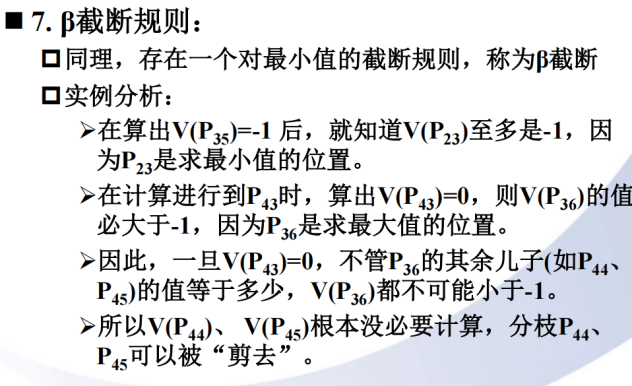 ■ 7. β截断规则：
□同理，存在一个对最小值的截断规则，称为β截断
□实例分析：
➢在算出V(P₃₅)=-1 后，就知道V(P₂₃)至多是-1，因
为P₂₃是求最小值的位置。
➢在计算进行到P₄₃时，算出V(P₄₃)=0，则V(P₃₆)的值
必大于-1，因为P₃₆是求最大值的位置。
➢因此，一旦V(P₄₃)=0，不管P₃₆的其余儿子(如P₄₄、
P₄₅)的值等于多少，V(P₃₆)都不可能小于-1。
➢所以V(P₄₄)、 V(P₄₅)根本没必要计算，分枝P₄₄、
P₄₅可以被“剪去”。